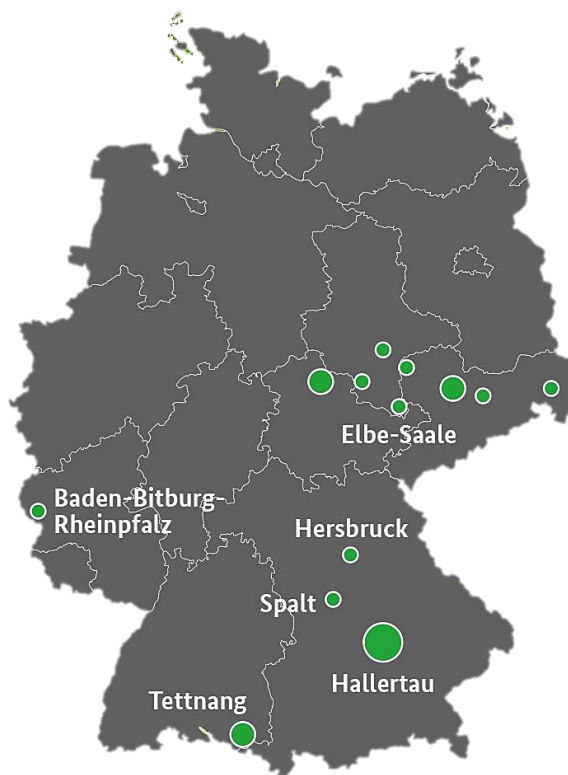 Elbe-Saale
Baden-Bitburg-
Rheinpfalz
Hersbruck
Spalt
Hallertau
Tettnang